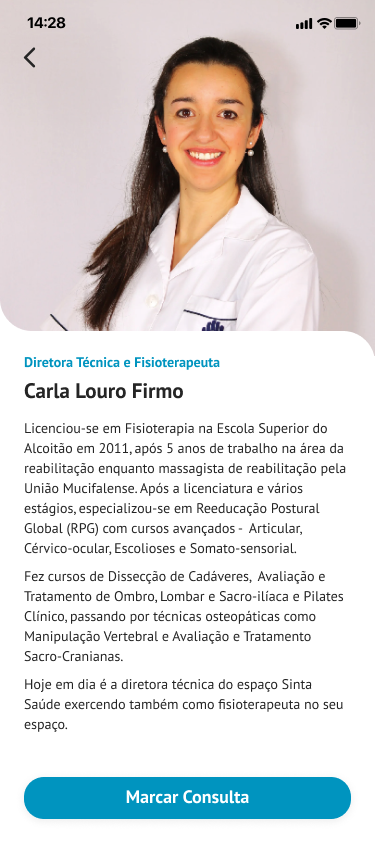 14:28
Diretora Técnica e Fisioterapeuta
Carla Louro Firmo
Licenciou-se em Fisioterapia na Escola Superior do
Alcoitão em 2011, após 5 anos de trabalho na área da
reabilitação enquanto massagista de reabilitação pela
União Mucifalense. Após a licenciatura e vários
estágios, especializou-se em Reeducação Postural
Global (RPG) com cursos avançados - Articular,
Cérvico-ocular, Escolioses e Somato-sensorial.
Fez cursos de Dissecção de Cadáveres, Avaliação e
Tratamento de Ombro, Lombar e Sacro-ilíaca e Pilates
Clínico, passando por técnicas osteopáticas como
Manipulação Vertebral e Avaliação e Tratamento
Sacro-Cranianas.
Hoje em dia é a diretora técnica do espaço Sinta
Saúde exercendo também como fisioterapeuta no seu
espaço.
Marcar Consulta